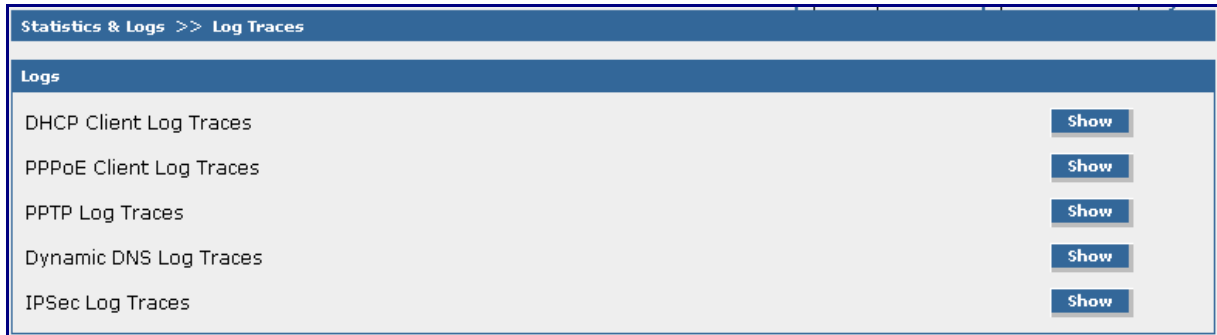 Statistics & Logs >> Log Traces
Logs
DHCP Client Log Traces Show
PPPoE Client Log Traces Show
PPTP Log Traces Show
Dynamic DNS Log Traces Show
IPSec Log Traces Show